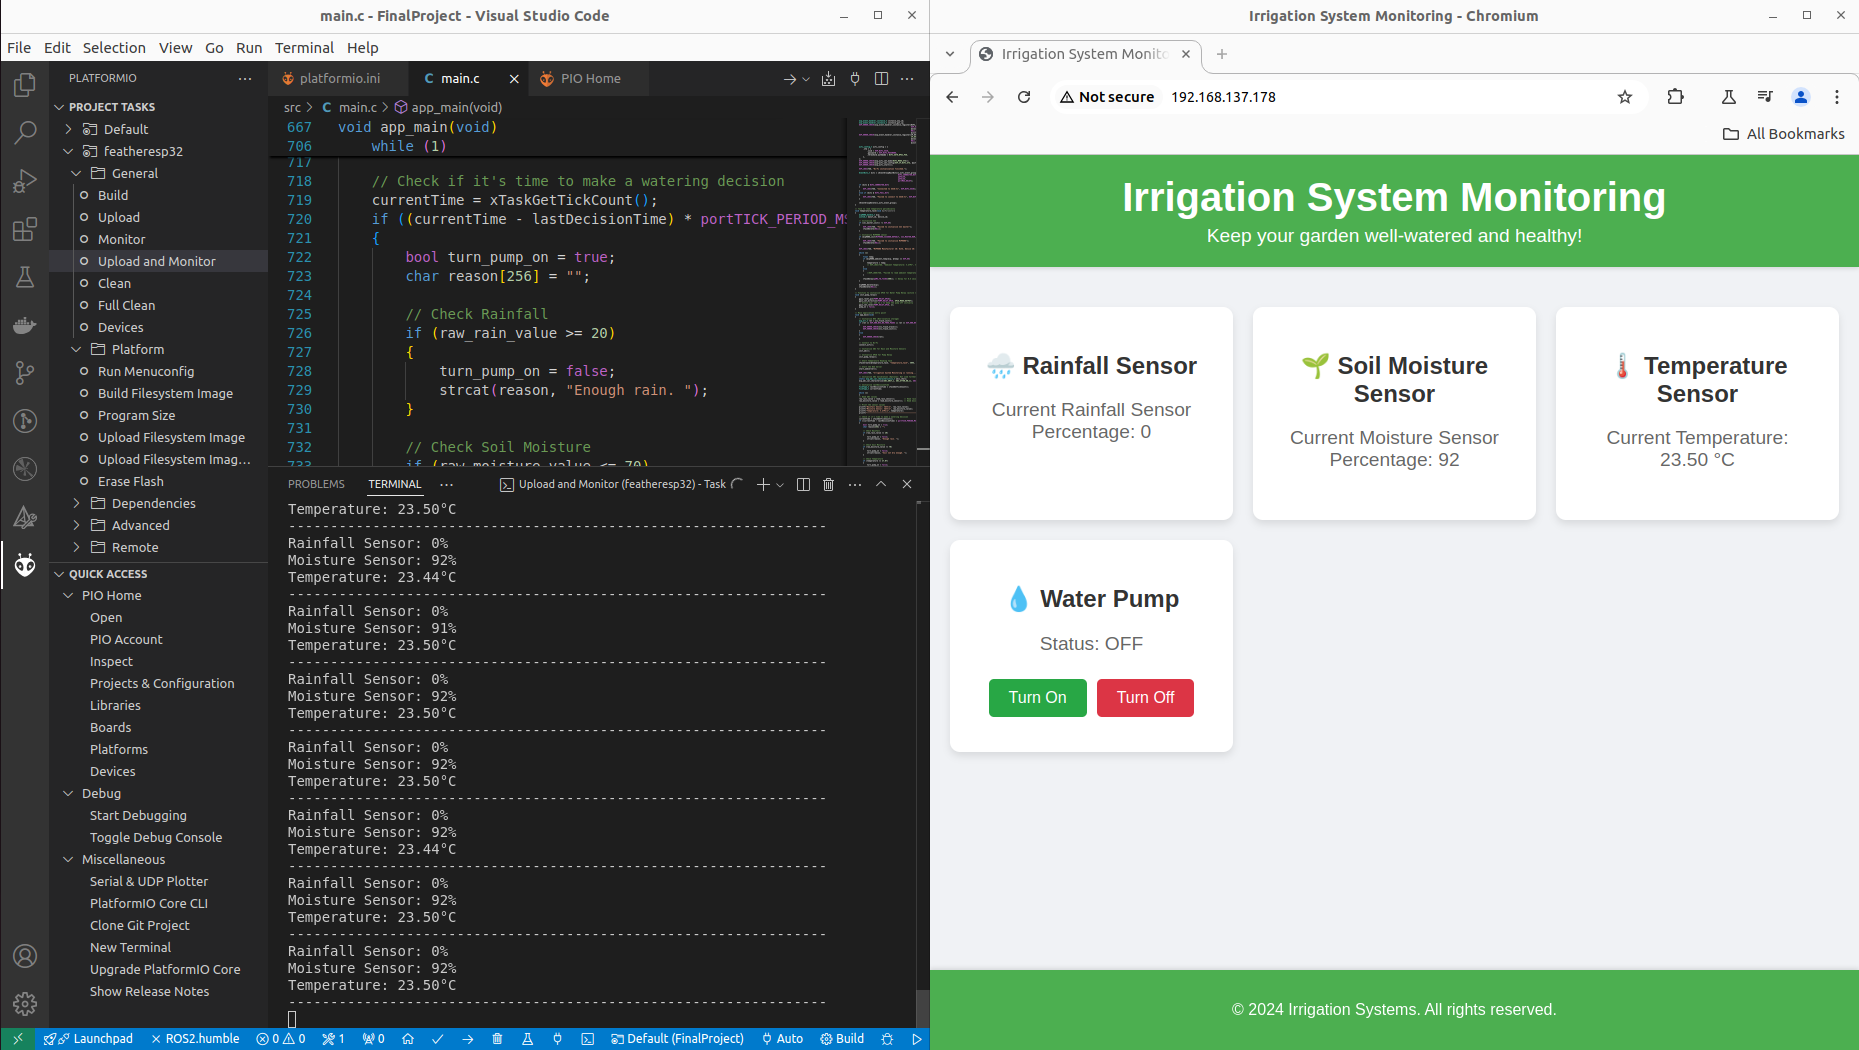 main.c - FinalProject - Visual Studio Code
File Edit Selection View Go Run Terminal Help
PLATFORMIO
PROJECT TASKS
Default
featheresp32
General
Build
Upload
Monitor
Upload and Monitor
Clean
Full Clean
Devices
Platform
Run Menuconfig
Build Filesystem Image
Program Size
Upload Filesystem Image
Upload Filesystem Imag...
Erase Flash
Dependencies
Advanced
Remote
QUICK ACCESS
PIO Home
Open
PIO Account
Inspect
Projects & Configuration
Libraries
Boards
Platforms
Devices
Debug
Start Debugging
Toggle Debug Console
Miscellaneous
Serial & UDP Plotter
PlatformIO Core CLI
Clone Git Project
New Terminal
Upgrade PlatformIO Core
Show Release Notes
platformio.ini C main.c PIO Home
src > C main.c > app_main(void)
667 void app_main(void)
706 while (1)
717
718 // Check if it's time to make a watering decision
719 currentTime = xTaskGetTickCount();
720 if ((currentTime - lastDecisionTime) * portTICK_PERIOD_MS
721 {
722 bool turn_pump_on = true;
723 char reason[256] = "";
724
725 // Check Rainfall
726 if (raw_rain_value >= 20)
727 {
728 turn_pump_on = false;
729 strcat(reason, "Enough rain. ");
730 }
731
732 // Check Soil Moisture
733 if (raw_moisture_value <= 70)
PROBLEMS TERMINAL ... Upload and Monitor (featheresp32) - Task
Temperature: 23.50°C
----------------------------------------------------------------
Rainfall Sensor: 0%
Moisture Sensor: 92%
Temperature: 23.44°C
----------------------------------------------------------------
Rainfall Sensor: 0%
Moisture Sensor: 91%
Temperature: 23.50°C
----------------------------------------------------------------
Rainfall Sensor: 0%
Moisture Sensor: 92%
Temperature: 23.50°C
----------------------------------------------------------------
Rainfall Sensor: 0%
Moisture Sensor: 92%
Temperature: 23.50°C
----------------------------------------------------------------
Rainfall Sensor: 0%
Moisture Sensor: 92%
Temperature: 23.44°C
----------------------------------------------------------------
Rainfall Sensor: 0%
Moisture Sensor: 92%
Temperature: 23.50°C
----------------------------------------------------------------
Rainfall Sensor: 0%
Moisture Sensor: 92%
Temperature: 23.50°C
----------------------------------------------------------------
Launchpad ROS2.humble 0 0 1 0 Default (FinalProject) Auto Build
Irrigation System Monitoring - Chromium
Irrigation System Monito
Not secure 192.168.137.178
All Bookmarks
Irrigation System Monitoring
Keep your garden well-watered and healthy!
Rainfall Sensor
Current Rainfall Sensor
Percentage: 0
Soil Moisture
Sensor
Current Moisture Sensor
Percentage: 92
Temperature
Sensor
Current Temperature:
23.50 °C
Water Pump
Status: OFF
Turn On Turn Off
© 2024 Irrigation Systems. All rights reserved.